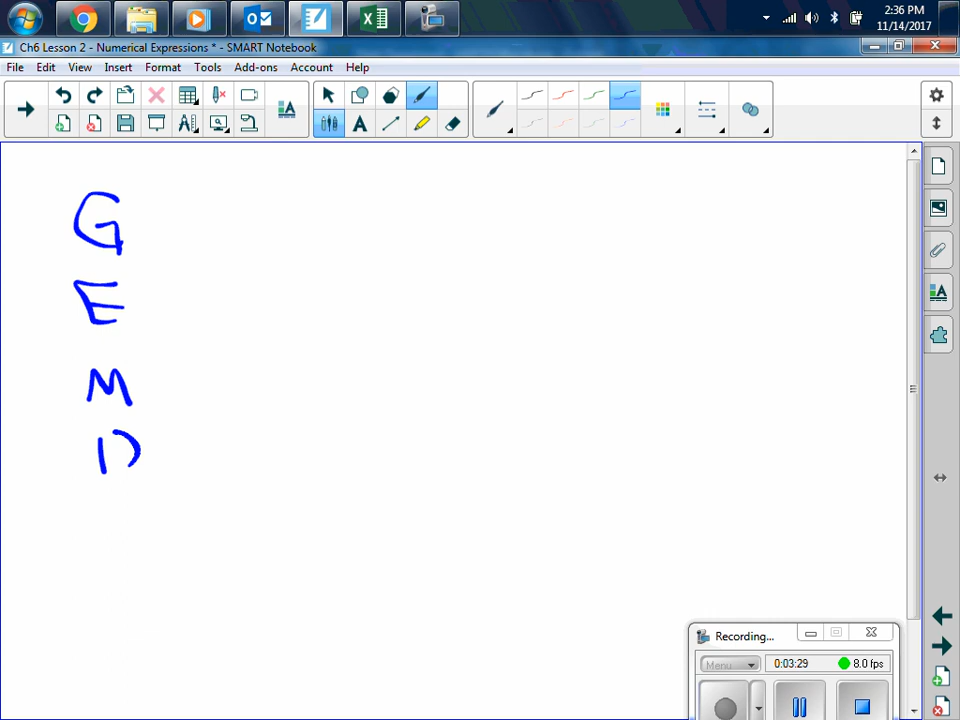 2:36 PM
11/14/2017
Ch6 Lesson 2 - Numerical Expressions * - SMART Notebook
File Edit View Insert Format Tools Add-ons Account Help
G
E
M
D
Recording...
Menu 0:03:29 8.0 fps